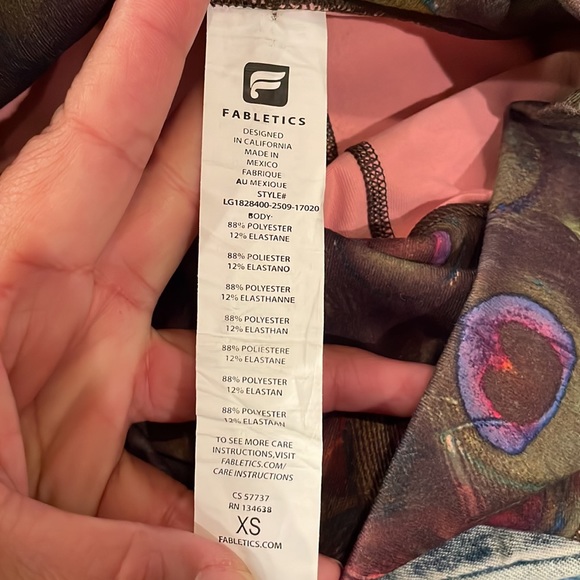 FABLETICS
DESIGNED
IN CALIFORNIA
MADE IN
MEXICO
FABRIQUE
AU MEXIQUE
STYLE#
LG1828400-2509-17020
BODY:
88% POLYESTER
12% ELASTANE
88% POLIESTER
12% ELASTANO
88% POLYESTER
12% ELASTHANNE
88% POLYESTER
12% ELASTHAN
88% POLIESTERE
12% ELASTANE
88% POLYESTER
12% ELASTAN
88% POLYESTER
12% ELASTAAN
TO SEE MORE CARE
INSTRUCTIONS,VISIT
FABLETICS.COM/
CARE INSTRUCTIONS
CS 57737
RN 134638
XS
FABLETICS.COM